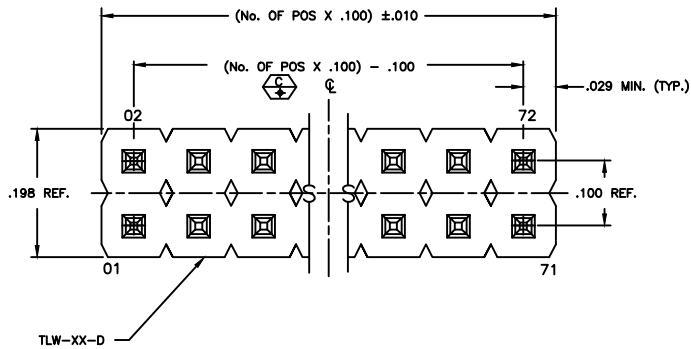 (No. OF POS X .100) ±.010
(No. OF POS X .100) - .100
C
℄
.029 MIN. (TYP.)
02
72
.198 REF.
S
S
.100 REF.
01
71
TLW-XX-D